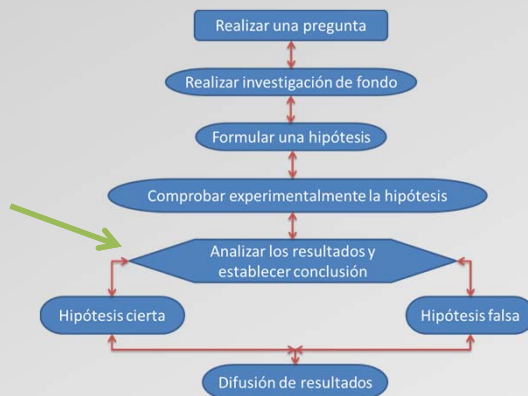 Realizar una pregunta
Realizar investigación de fondo
Formular una hipótesis
Comprobar experimentalmente la hipótesis
Analizar los resultados y
establecer conclusión
Hipótesis cierta
Hipótesis falsa
Difusión de resultados